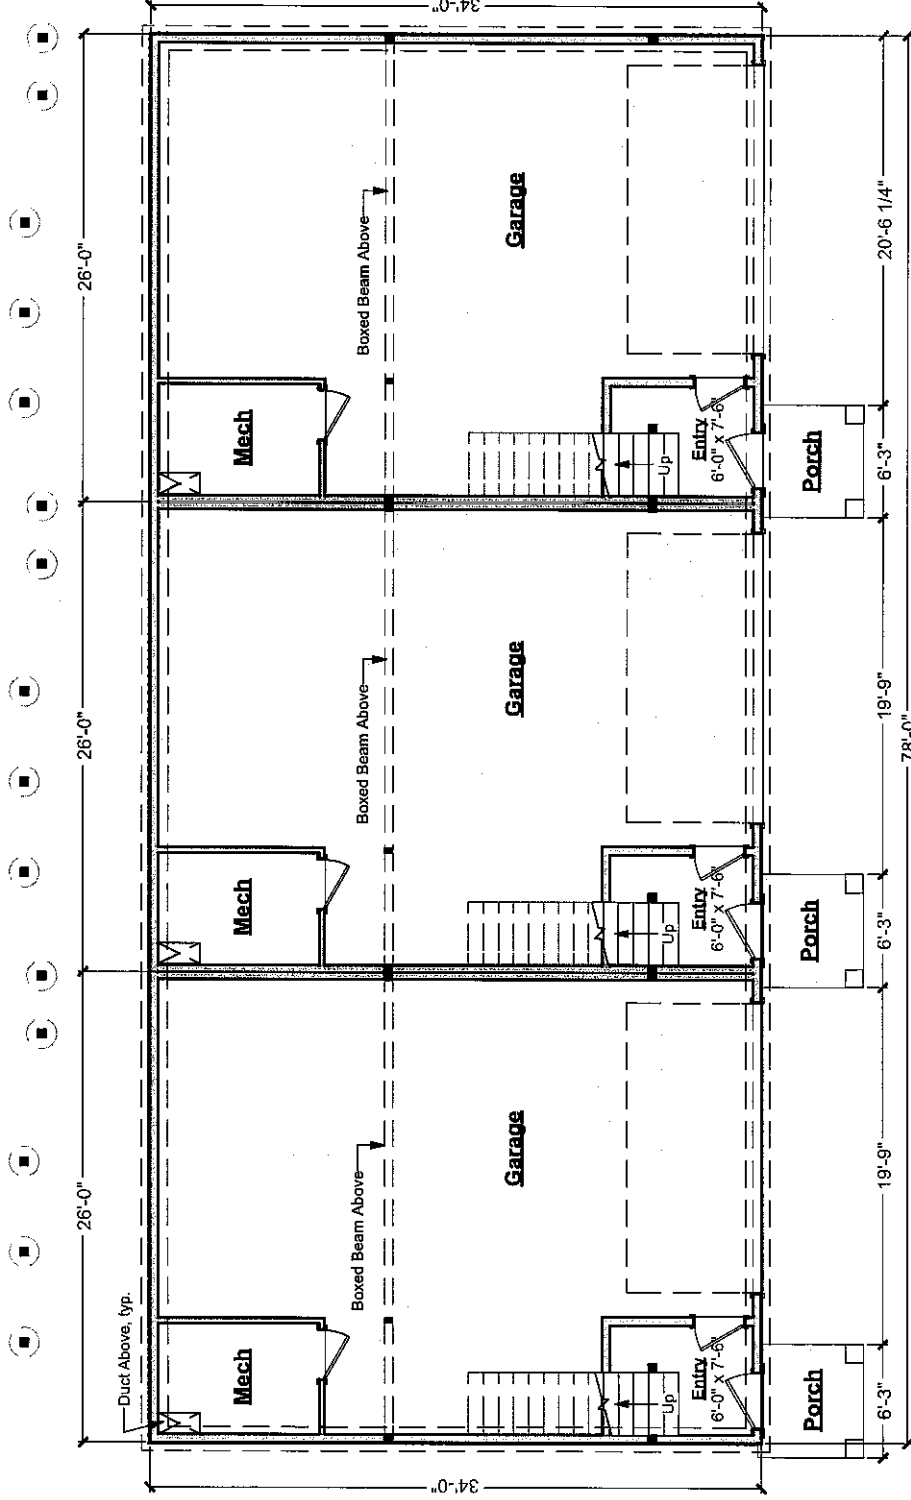 34'-0"
26'-0"
26'-0"
26'-0"
Duct Above, typ.
Mech
Boxed Beam Above
Garage
Up
Entry
6'-0" x 7'-6"
Porch
Mech
Boxed Beam Above
Garage
Up
Entry
6'-0" x 7'-6"
Porch
Mech
Boxed Beam Above
Garage
Up
Entry
6'-0" x 7'-6"
Porch
6'-3"
19'-9"
6'-3"
19'-9"
6'-3"
20'-6 1/4"
78'-0"
34'-0"